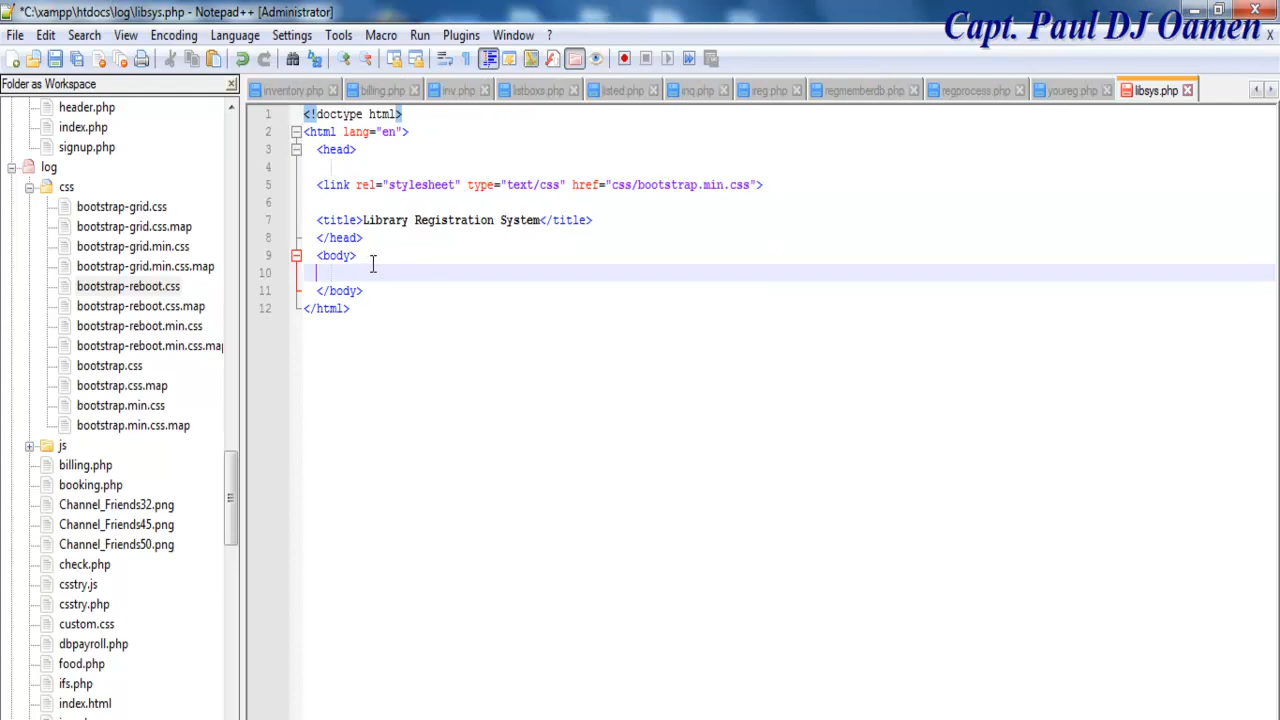 *C:\xampp\htdocs\log\libsys.php - Notepad++ [Administrator]
Capt. Paul DJ Oamen
File Edit Search View Encoding Language Settings Tools Macro Run Plugins Window ? X
Folder as Workspace
inventory.php billing.php inv.php listboxs.php listed.php inq.php reg.php regmemberdb.php regprocess.php youreg.php libsys.php
header.php
index.php
signup.php
log
css
bootstrap-grid.css
bootstrap-grid.css.map
bootstrap-grid.min.css
bootstrap-grid.min.css.map
bootstrap-reboot.css
bootstrap-reboot.css.map
bootstrap-reboot.min.css
bootstrap-reboot.min.css.ma
bootstrap.css
bootstrap.css.map
bootstrap.min.css
bootstrap.min.css.map
js
billing.php
booking.php
Channel_Friends32.png
Channel_Friends45.png
Channel_Friends50.png
check.php
csstry.js
csstry.php
custom.css
dbpayroll.php
food.php
ifs.php
index.html
1 <!doctype html>
2 <html lang="en">
3 <head>
4
5 <link rel="stylesheet" type="text/css" href="css/bootstrap.min.css">
6
7 <title>Library Registration System</title>
8 </head>
9 <body>
10
11 </body>
12 </html>